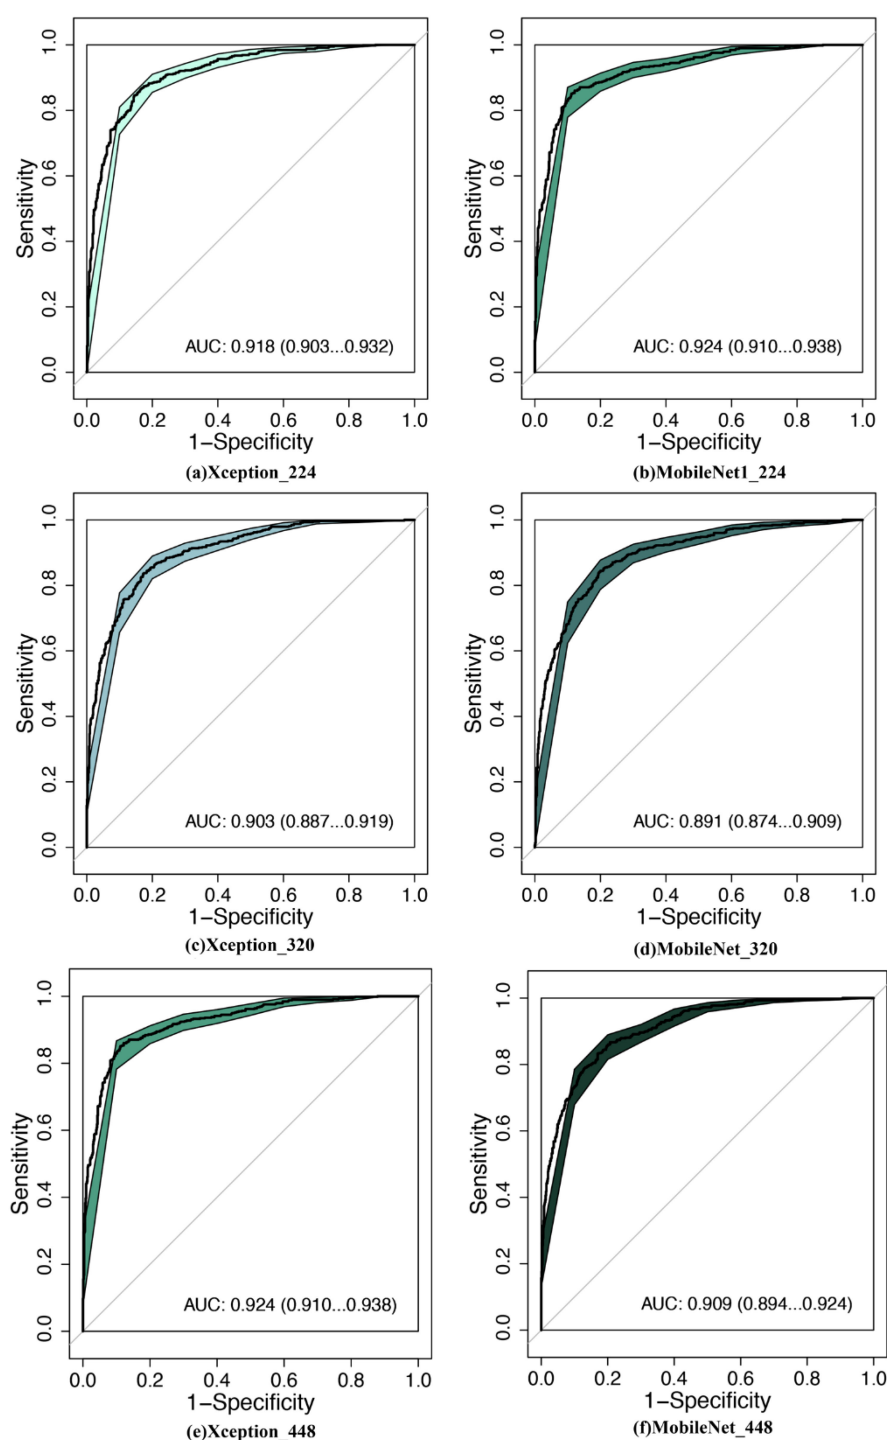 Sensitivity
0.0 0.2 0.4 0.6 0.8 1.0
AUC: 0.918 (0.903...0.932)
0.0 0.2 0.4 0.6 0.8 1.0
1−Specificity
(a)Xception_224
Sensitivity
0.0 0.2 0.4 0.6 0.8 1.0
AUC: 0.924 (0.910...0.938)
0.0 0.2 0.4 0.6 0.8 1.0
1−Specificity
(b)MobileNet1_224
Sensitivity
0.0 0.2 0.4 0.6 0.8 1.0
AUC: 0.903 (0.887...0.919)
0.0 0.2 0.4 0.6 0.8 1.0
1−Specificity
(c)Xception_320
Sensitivity
0.0 0.2 0.4 0.6 0.8 1.0
AUC: 0.891 (0.874...0.909)
0.0 0.2 0.4 0.6 0.8 1.0
1−Specificity
(d)MobileNet_320
Sensitivity
0.0 0.2 0.4 0.6 0.8 1.0
AUC: 0.924 (0.910...0.938)
0.0 0.2 0.4 0.6 0.8 1.0
1−Specificity
(e)Xception_448
Sensitivity
0.0 0.2 0.4 0.6 0.8 1.0
AUC: 0.909 (0.894...0.924)
0.0 0.2 0.4 0.6 0.8 1.0
1−Specificity
(f)MobileNet_448